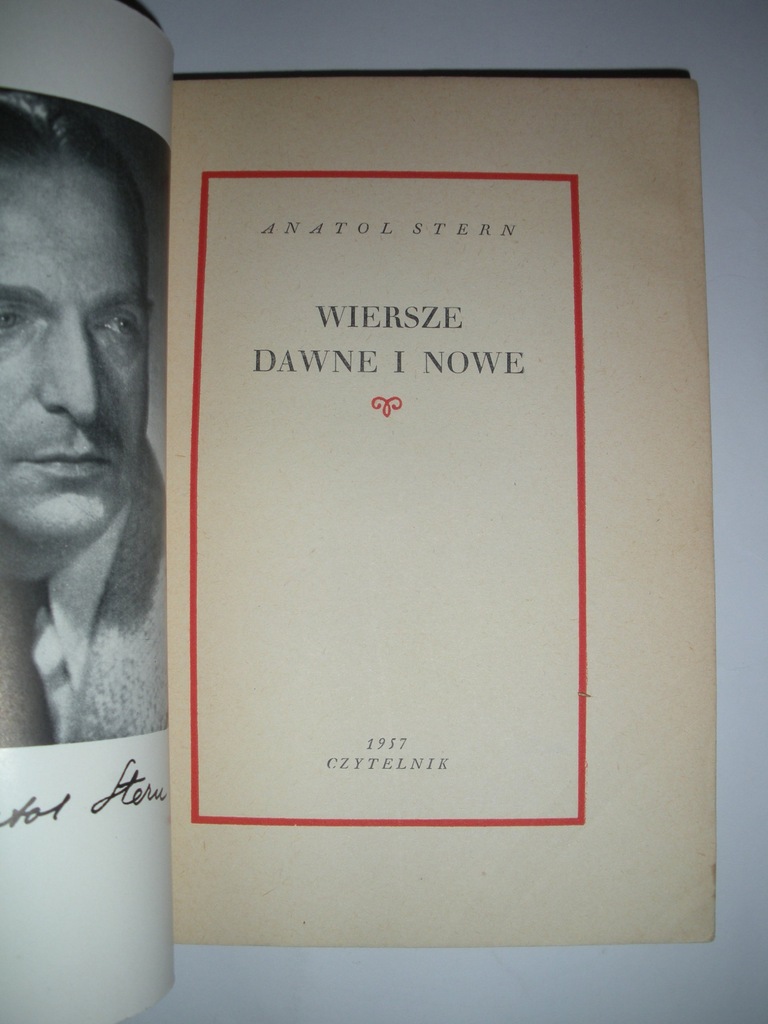 Stern
ANATOL STERN
WIERSZE
DAWNE I NOWE
1957
CZYTELNIK